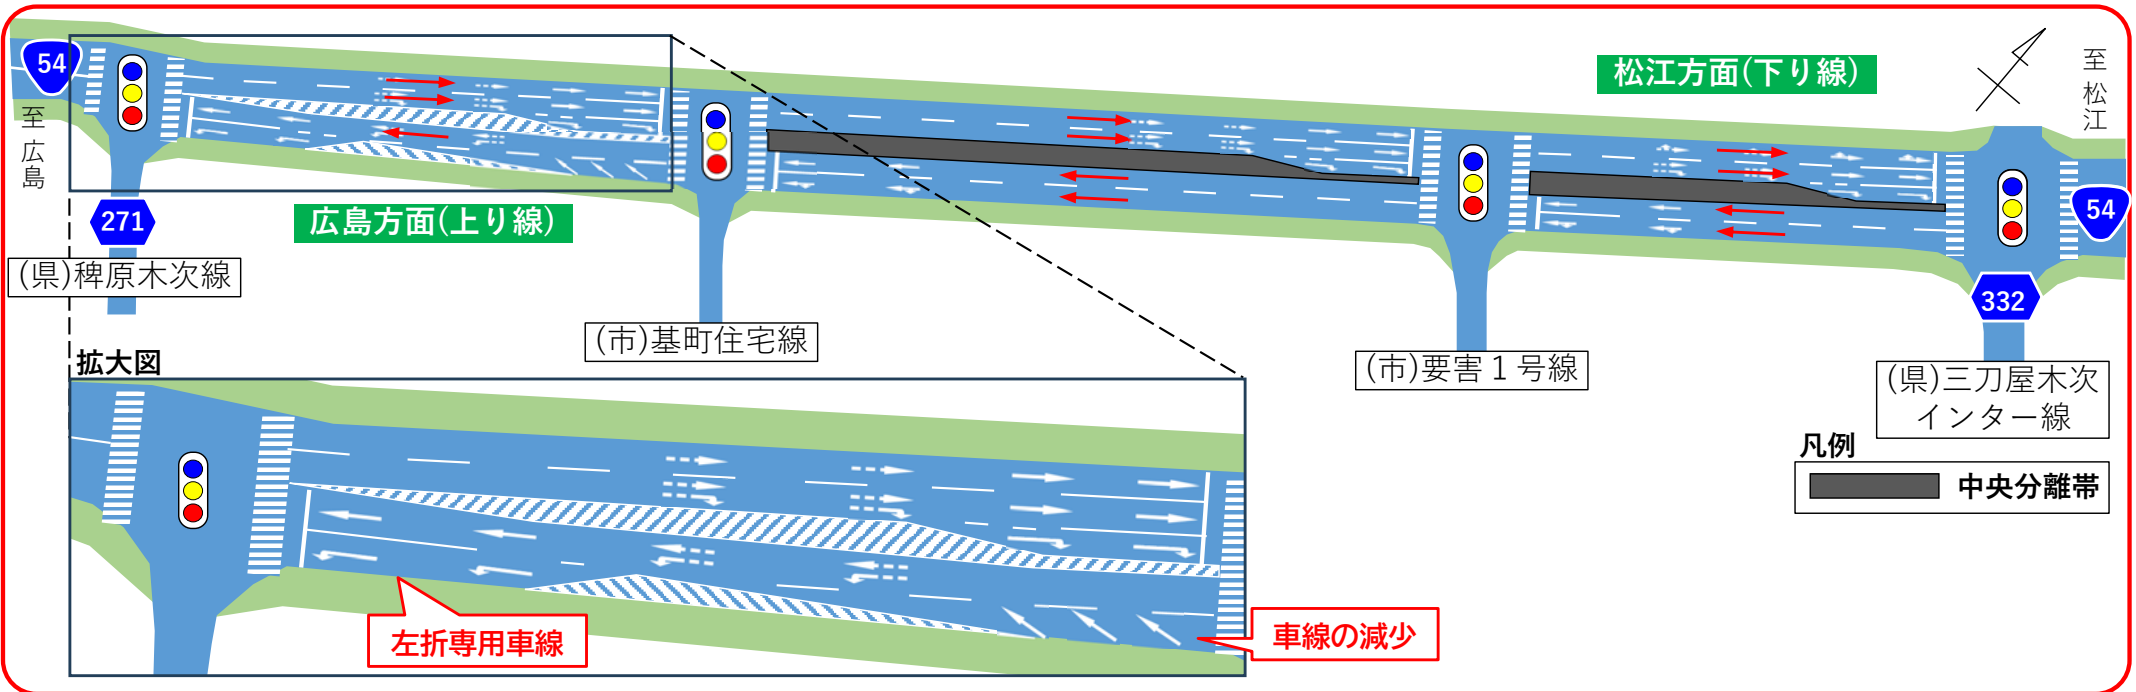 54
至 広島
松江方面(下り線)
至 松江
54
271
広島方面(上り線)
(県)稗原木次線
(市)基町住宅線
(市)要害１号線
332
(県)三刀屋木次
インター線
拡大図
凡例
中央分離帯
左折専用車線
車線の減少